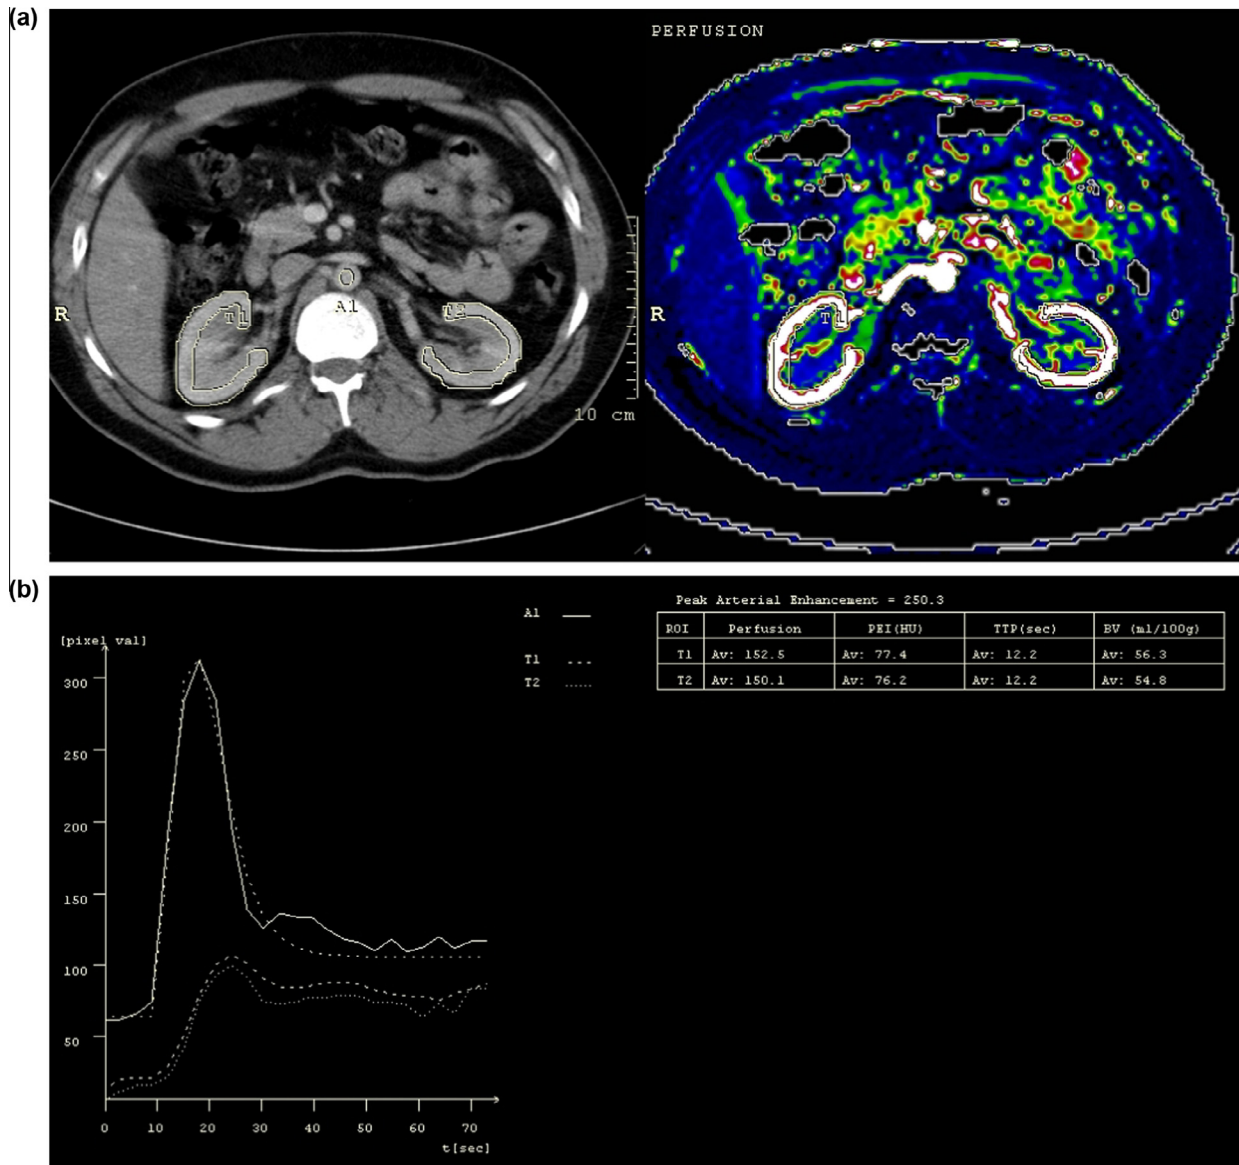 (a)
PERFUSION
R
T1
A1
T2
10 cm
R
T1
T2
(b)
A1
T1
T2
[pixel val]
300
250
200
150
100
50
0 10 20 30 40 50 60 70
t[sec]
Peak Arterial Enhancement = 250.3
ROI Perfusion PEI(HU) TTP(sec) BV (ml/100g)
T1 Av: 152.5 Av: 77.4 Av: 12.2 Av: 56.3
T2 Av: 150.1 Av: 76.2 Av: 12.2 Av: 54.8